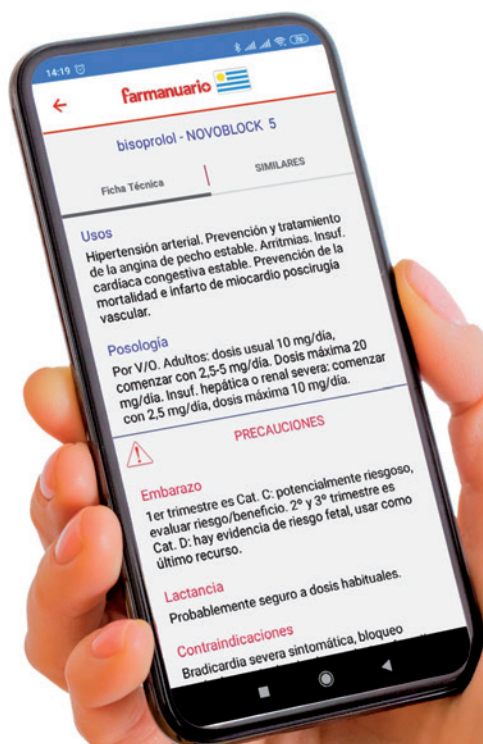 14:19
farmanuario
bisoprolol - NOVOBLOCK 5
Ficha Técnica
SIMILARES
Usos
Hipertensión arterial. Prevención y tratamiento
de la angina de pecho estable. Arritmias. Insuf.
cardíaca congestiva estable. Prevención de la
mortalidad e infarto de miocardio poscirugía
vascular.
Posología
Por V/O. Adultos: dosis usual 10 mg/día,
comenzar con 2,5-5 mg/día. Dosis máxima 20
mg/día. Insuf. hepática o renal severa: comenzar
con 2,5 mg/día, dosis máxima 10 mg/día.
PRECAUCIONES
Embarazo
1er trimestre es Cat. C: potencialmente riesgoso,
evaluar riesgo/beneficio. 2º y 3º trimestre es
Cat. D: hay evidencia de riesgo fetal, usar como
último recurso.
Lactancia
Probablemente seguro a dosis habituales.
Contraindicaciones
Bradicardia severa sintomática, bloqueo